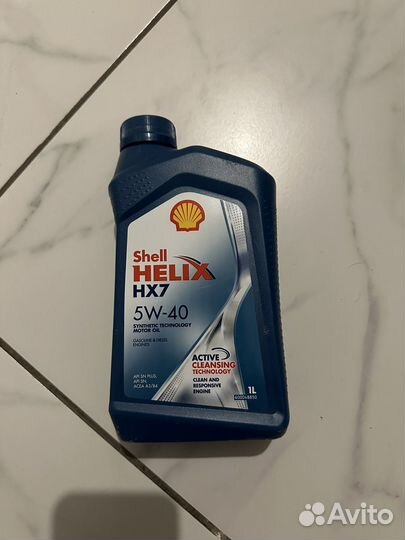 Shell
HELIX
HX7
5W-40
SYNTHETIC TECHNOLOGY
MOTOR OIL
GASOLINE & DIESEL
ENGINES
ACTIVE
CLEANSING
TECHNOLOGY
CLEAN AND
RESPONSIVE
ENGINE
API SN PLUS,
API SN,
ACEA A3/B4
1L
Avito